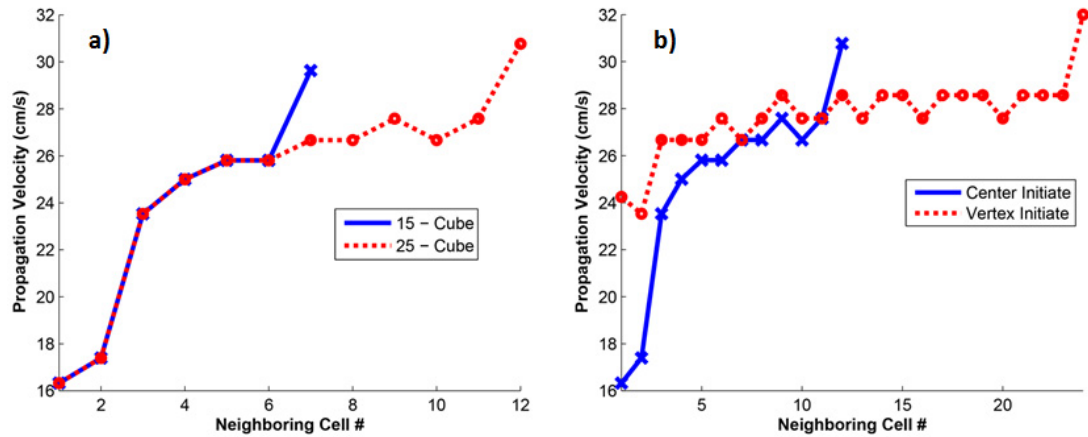 a)
32
30
28
26
24
22
20
18
16
Propagation Velocity (cm/s)
15 – Cube
25 – Cube
2
4
6
8
10
12
Neighboring Cell #
b)
32
30
28
26
24
22
20
18
16
Propagation Velocity (cm/s)
Center Initiate
Vertex Initiate
5
10
15
20
Neighboring Cell #